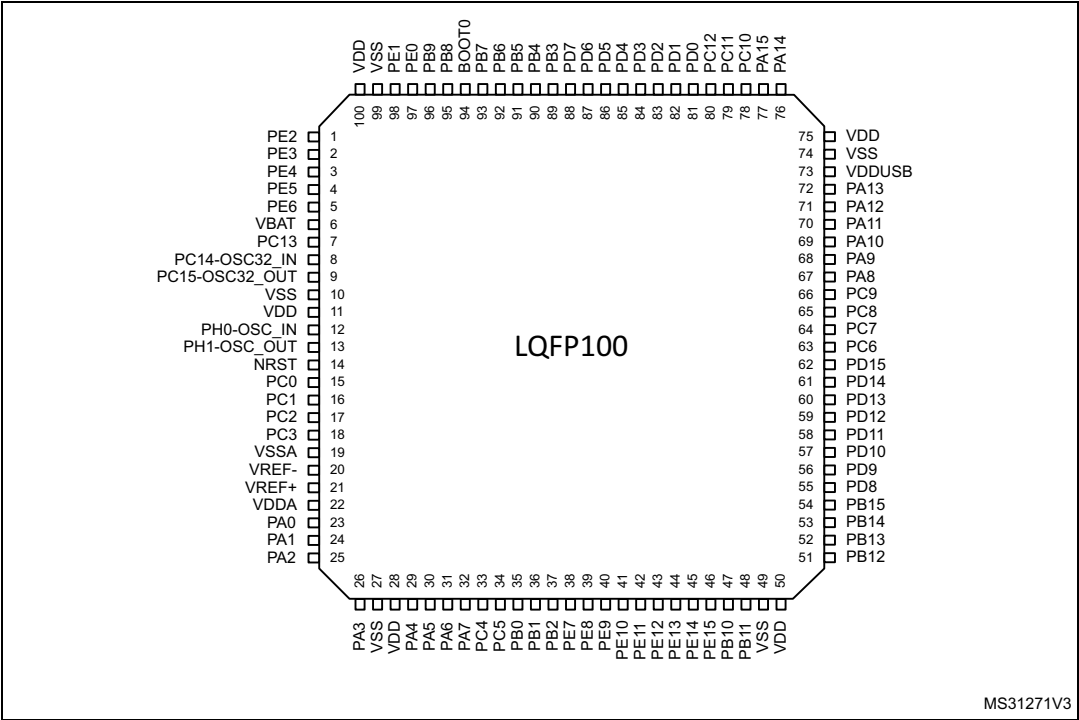 VDD
VSS
PE1
PE0
PB9
PB8
BOOT0
PB7
PB6
PB5
PB4
PB3
PD7
PD6
PD5
PD4
PD3
PD2
PD1
PD0
PC12
PC11
PC10
PA15
PA14
100
99
98
97
96
95
94
93
92
91
90
89
88
87
86
85
84
83
82
81
80
79
78
77
76
PE2 1
PE3 2
PE4 3
PE5 4
PE6 5
VBAT 6
PC13 7
PC14-OSC32_IN 8
PC15-OSC32_OUT 9
VSS 10
VDD 11
PH0-OSC_IN 12
PH1-OSC_OUT 13
NRST 14
PC0 15
PC1 16
PC2 17
PC3 18
VSSA 19
VREF- 20
VREF+ 21
VDDA 22
PA0 23
PA1 24
PA2 25
LQFP100
75 VDD
74 VSS
73 VDDUSB
72 PA13
71 PA12
70 PA11
69 PA10
68 PA9
67 PA8
66 PC9
65 PC8
64 PC7
63 PC6
62 PD15
61 PD14
60 PD13
59 PD12
58 PD11
57 PD10
56 PD9
55 PD8
54 PB15
53 PB14
52 PB13
51 PB12
26
27
28
29
30
31
32
33
34
35
36
37
38
39
40
41
42
43
44
45
46
47
48
49
50
PA3
VSS
VDD
PA4
PA5
PA6
PA7
PC4
PC5
PB0
PB1
PB2
PE7
PE8
PE9
PE10
PE11
PE12
PE13
PE14
PE15
PB10
PB11
VSS
VDD
MS31271V3